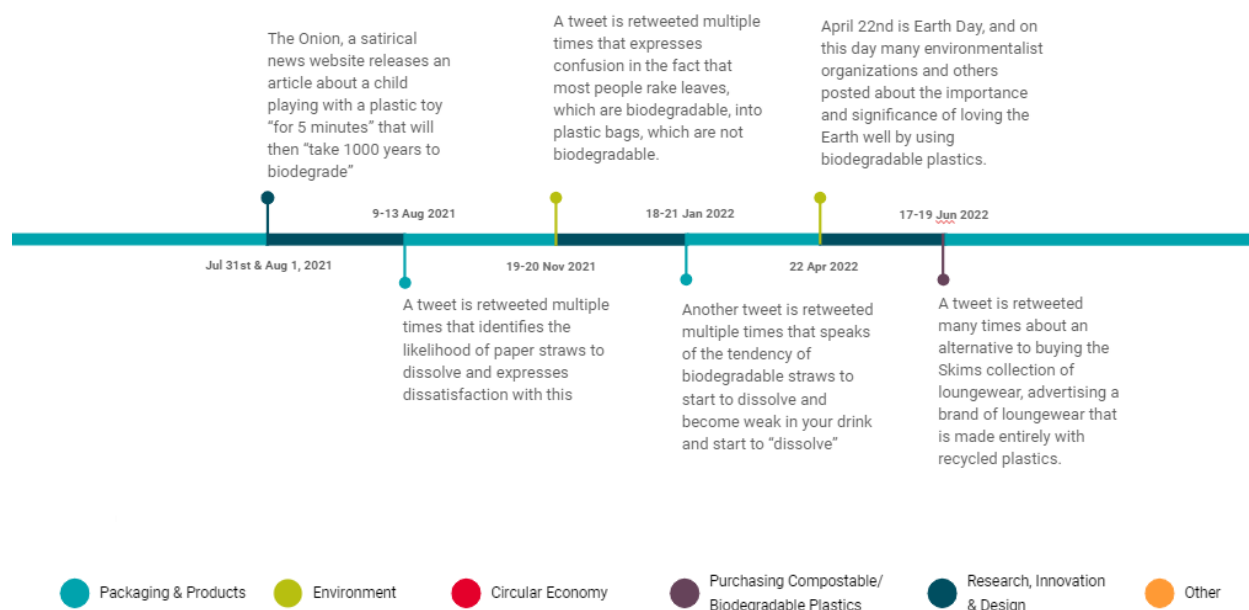 The Onion, a satirical
news website releases an
article about a child
playing with a plastic toy
“for 5 minutes” that will
then “take 1000 years to
biodegrade”
A tweet is retweeted multiple
times that expresses
confusion in the fact that
most people rake leaves,
which are biodegradable, into
plastic bags, which are not
biodegradable.
April 22nd is Earth Day, and on
this day many environmentalist
organizations and others
posted about the importance
and significance of loving the
Earth well by using
biodegradable plastics.
9-13 Aug 2021
18-21 Jan 2022
17-19 Jun 2022
Jul 31st & Aug 1, 2021
19-20 Nov 2021
22 Apr 2022
A tweet is retweeted multiple
times that identifies the
likelihood of paper straws to
dissolve and expresses
dissatisfaction with this
Another tweet is retweeted
multiple times that speaks
of the tendency of
biodegradable straws to
start to dissolve and
become weak in your drink
and start to “dissolve”
A tweet is retweeted
many times about an
alternative to buying the
Skims collection of
loungewear, advertising a
brand of loungewear that
is made entirely with
recycled plastics.
Packaging & Products
Environment
Circular Economy
Purchasing Compostable/
Biodegradable Plastics
Research, Innovation
& Design
Other